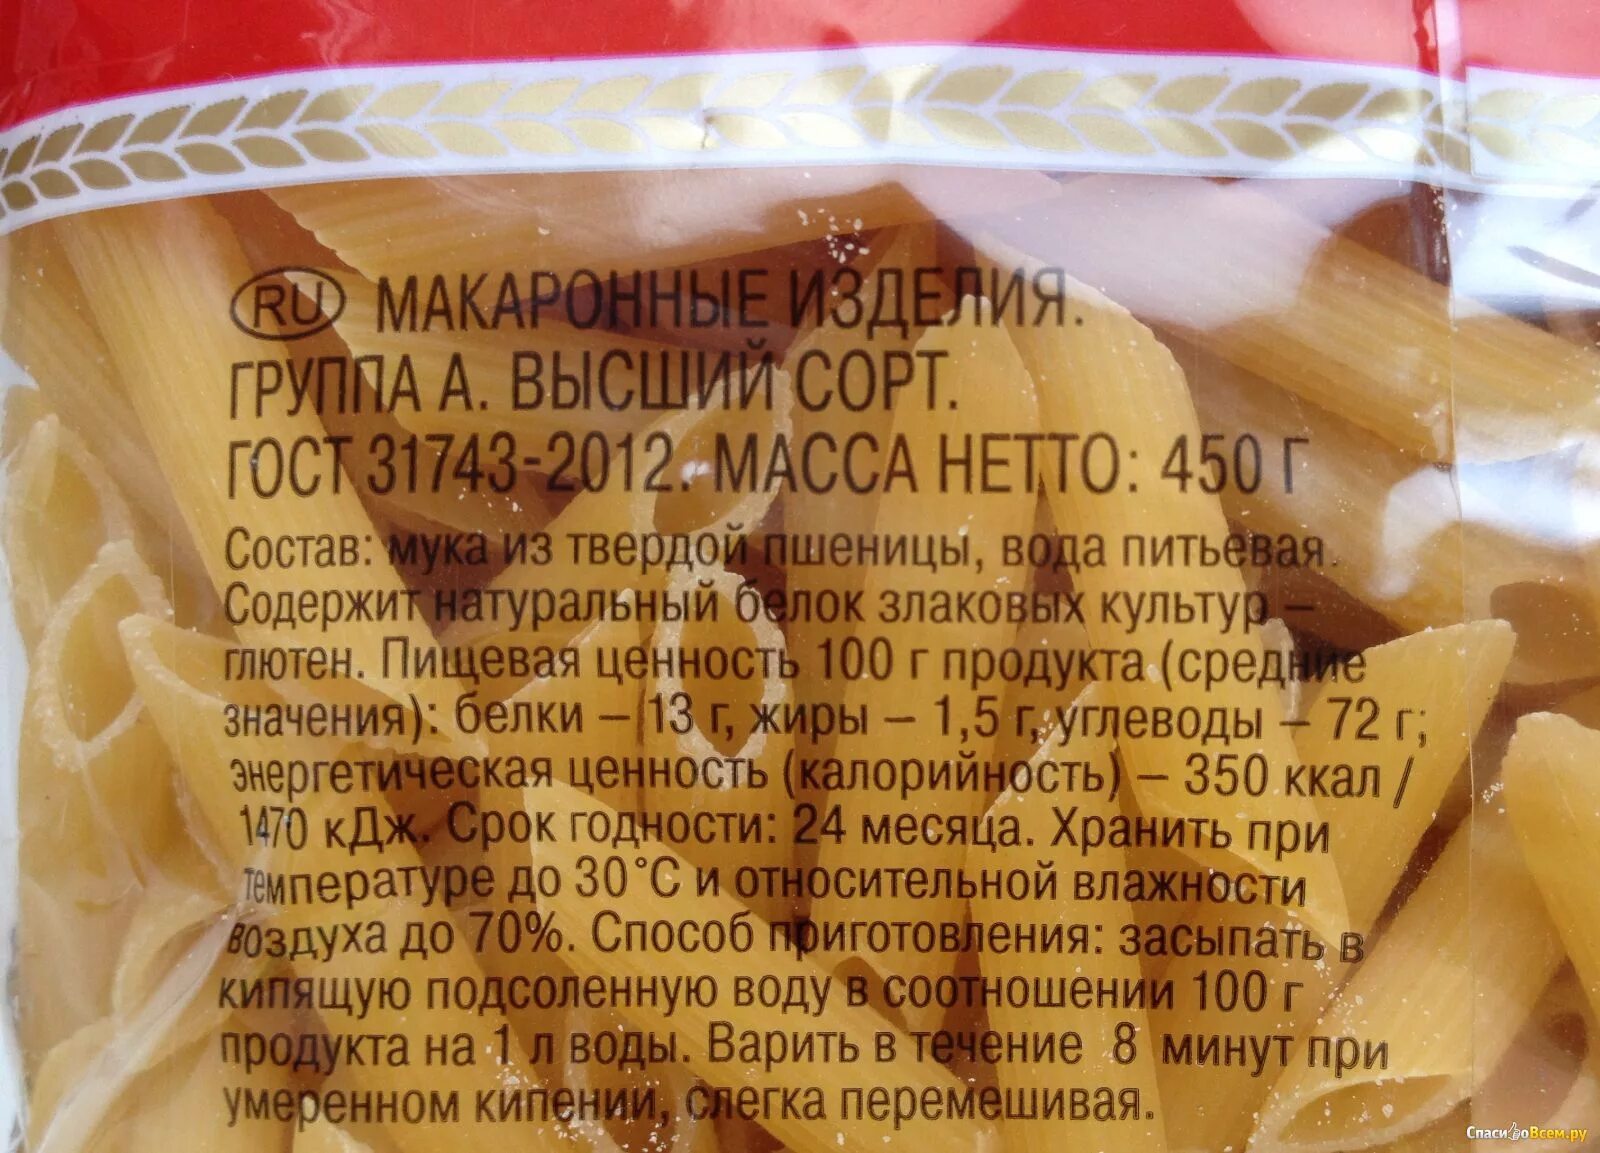 RU МАКАРОННЫЕ ИЗДЕЛИЯ.
ГРУППА А. ВЫСШИЙ СОРТ.
ГОСТ 31743-2012. МАССА НЕТТО: 450 Г
Состав: мука из твердой пшеницы, вода питьевая.
Содержит натуральный белок злаковых культур –
глютен. Пищевая ценность 100 г продукта (средние
значения): белки – 13 г, жиры – 1,5 г, углеводы – 72 г;
энергетическая ценность (калорийность) – 350 ккал /
1470 кДж. Срок годности: 24 месяца. Хранить при
температуре до 30°С и относительной влажности
воздуха до 70%. Способ приготовления: засыпать в
кипящую подсоленную воду в соотношении 100 г
продукта на 1 л воды. Варить в течение 8 минут при
умеренном кипении, слегка перемешивая.
СпасибоВсем.ру